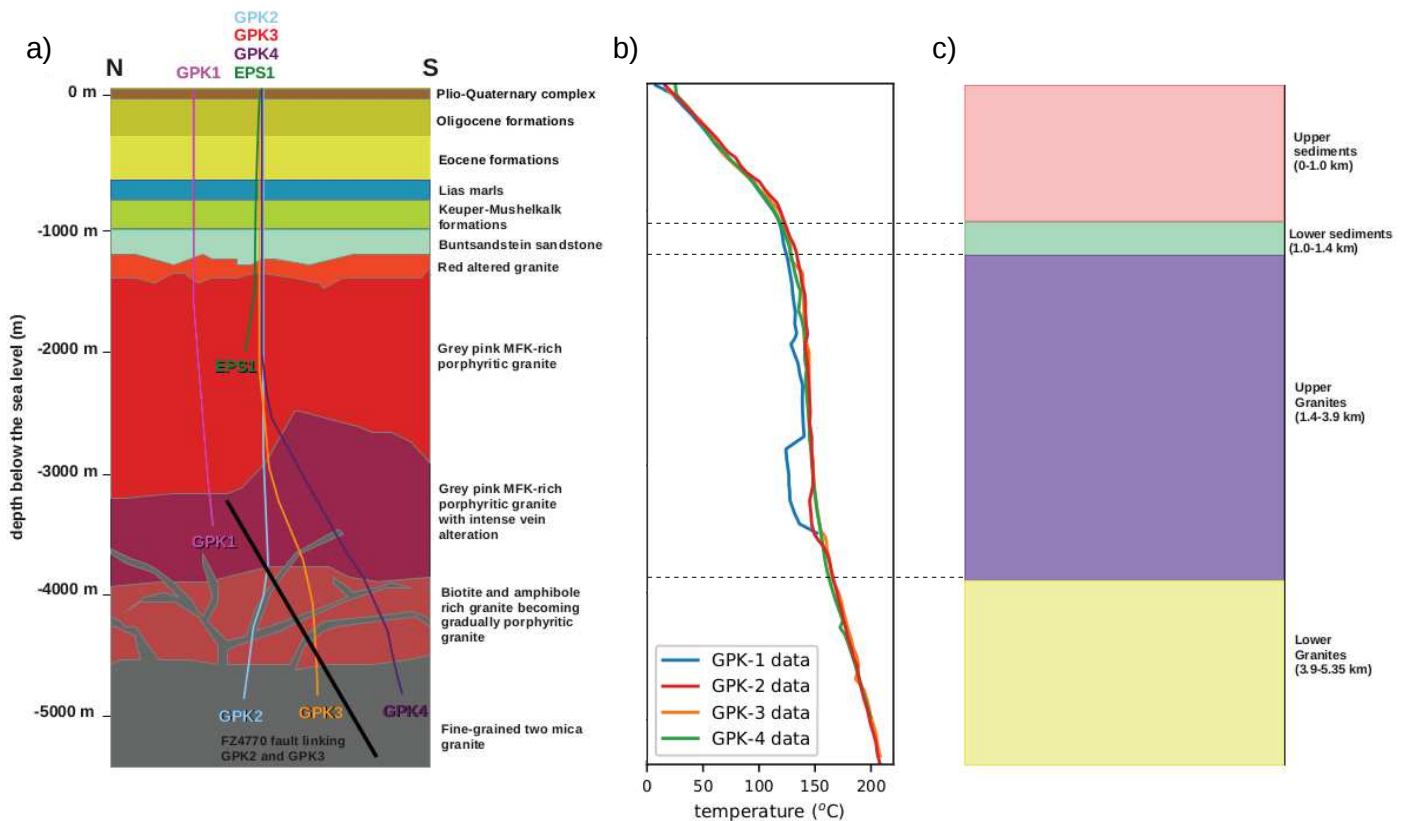 a)
N
GPK1
GPK2
GPK3
GPK4
EPS1
S
depth below the sea level (m)
0 m
-1000 m
-2000 m
-3000 m
-4000 m
-5000 m
Plio-Quaternary complex
Oligocene formations
Eocene formations
Lias marls
Keuper-Mushelkalk
formations
Buntsandstein sandstone
Red altered granite
Grey pink MFK-rich
porphyritic granite
Grey pink MFK-rich
porphyritic granite
with intense vein
alteration
Biotite and amphibole
rich granite becoming
gradually porphyritic
granite
Fine-grained two mica
granite
EPS1
GPK1
GPK2
GPK3
GPK4
FZ4770 fault linking
GPK2 and GPK3
b)
GPK-1 data
GPK-2 data
GPK-3 data
GPK-4 data
0 50 100 150 200
temperature (°C)
c)
Upper
sediments
(0-1.0 km)
Lower sediments
(1.0-1.4 km)
Upper
Granites
(1.4-3.9 km)
Lower
Granites
(3.9-5.35 km)